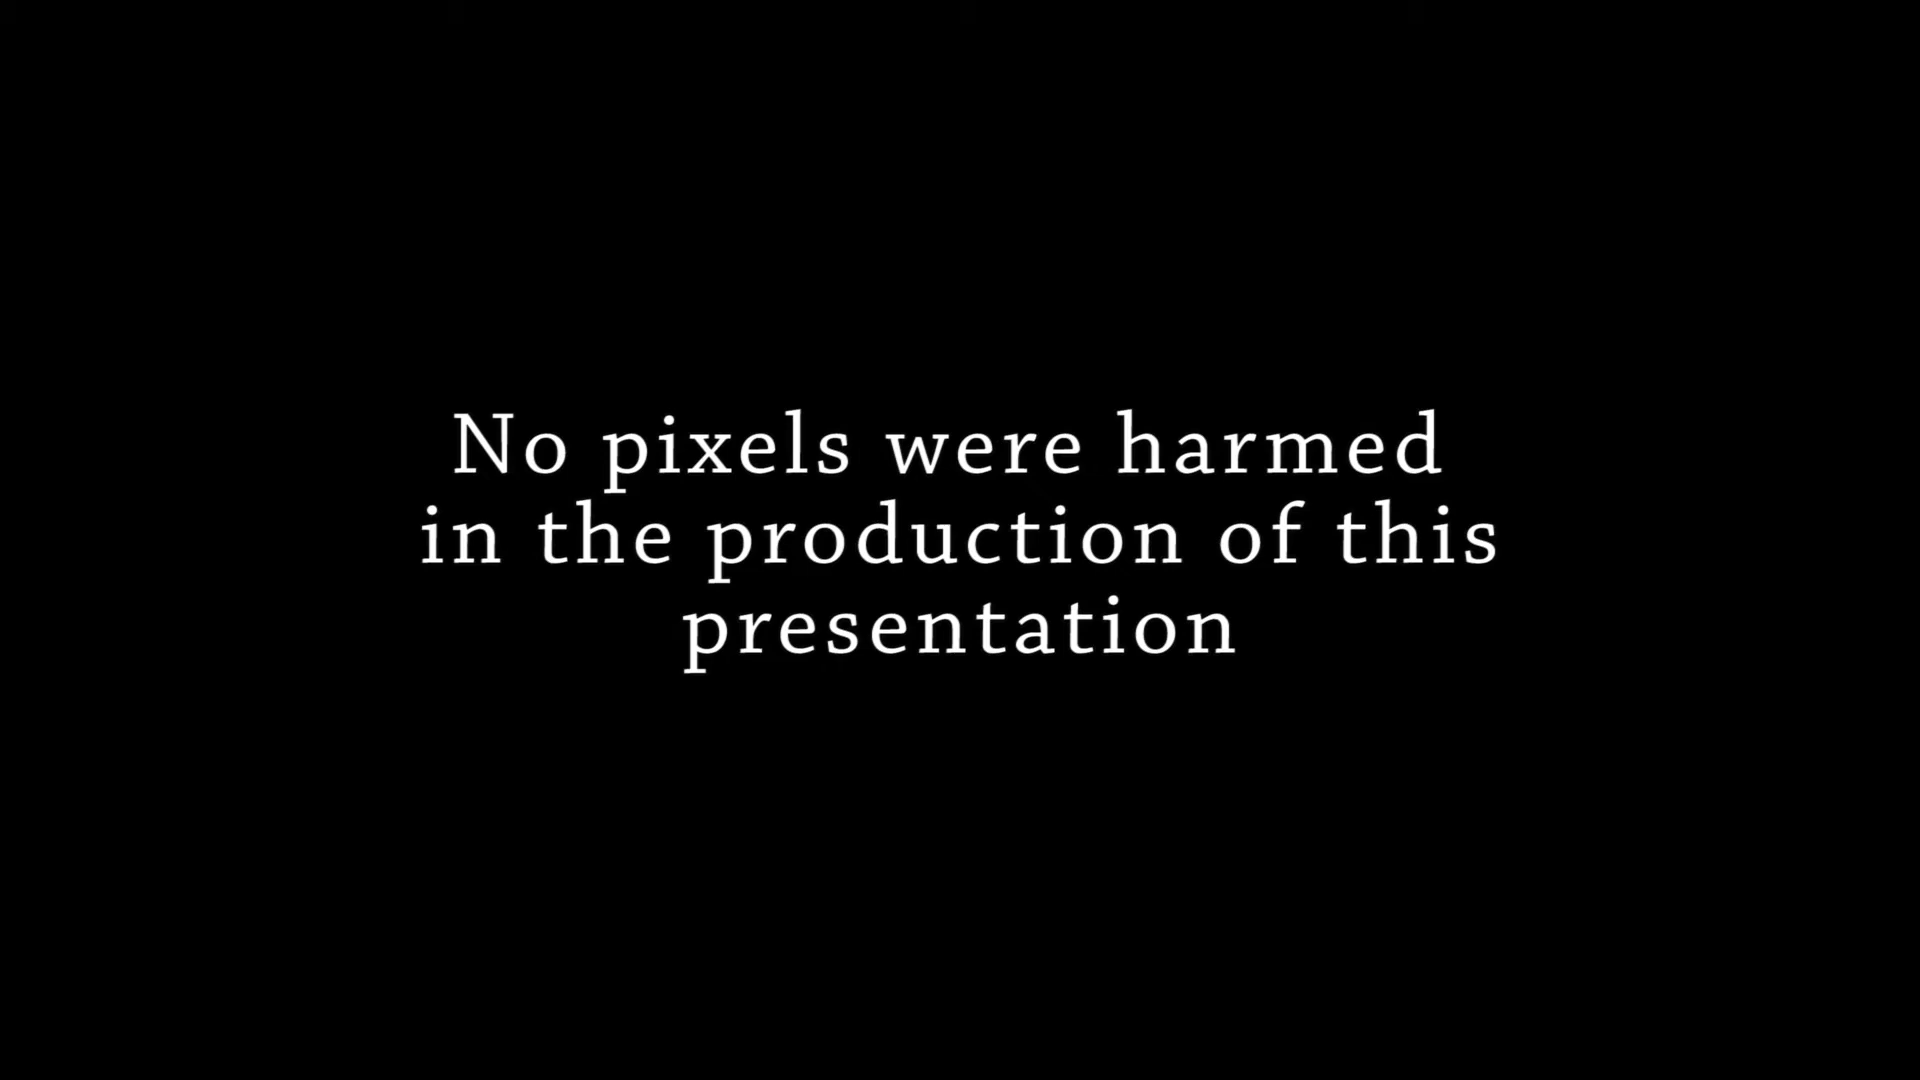 No pixels were harmed
in the production of this
presentation